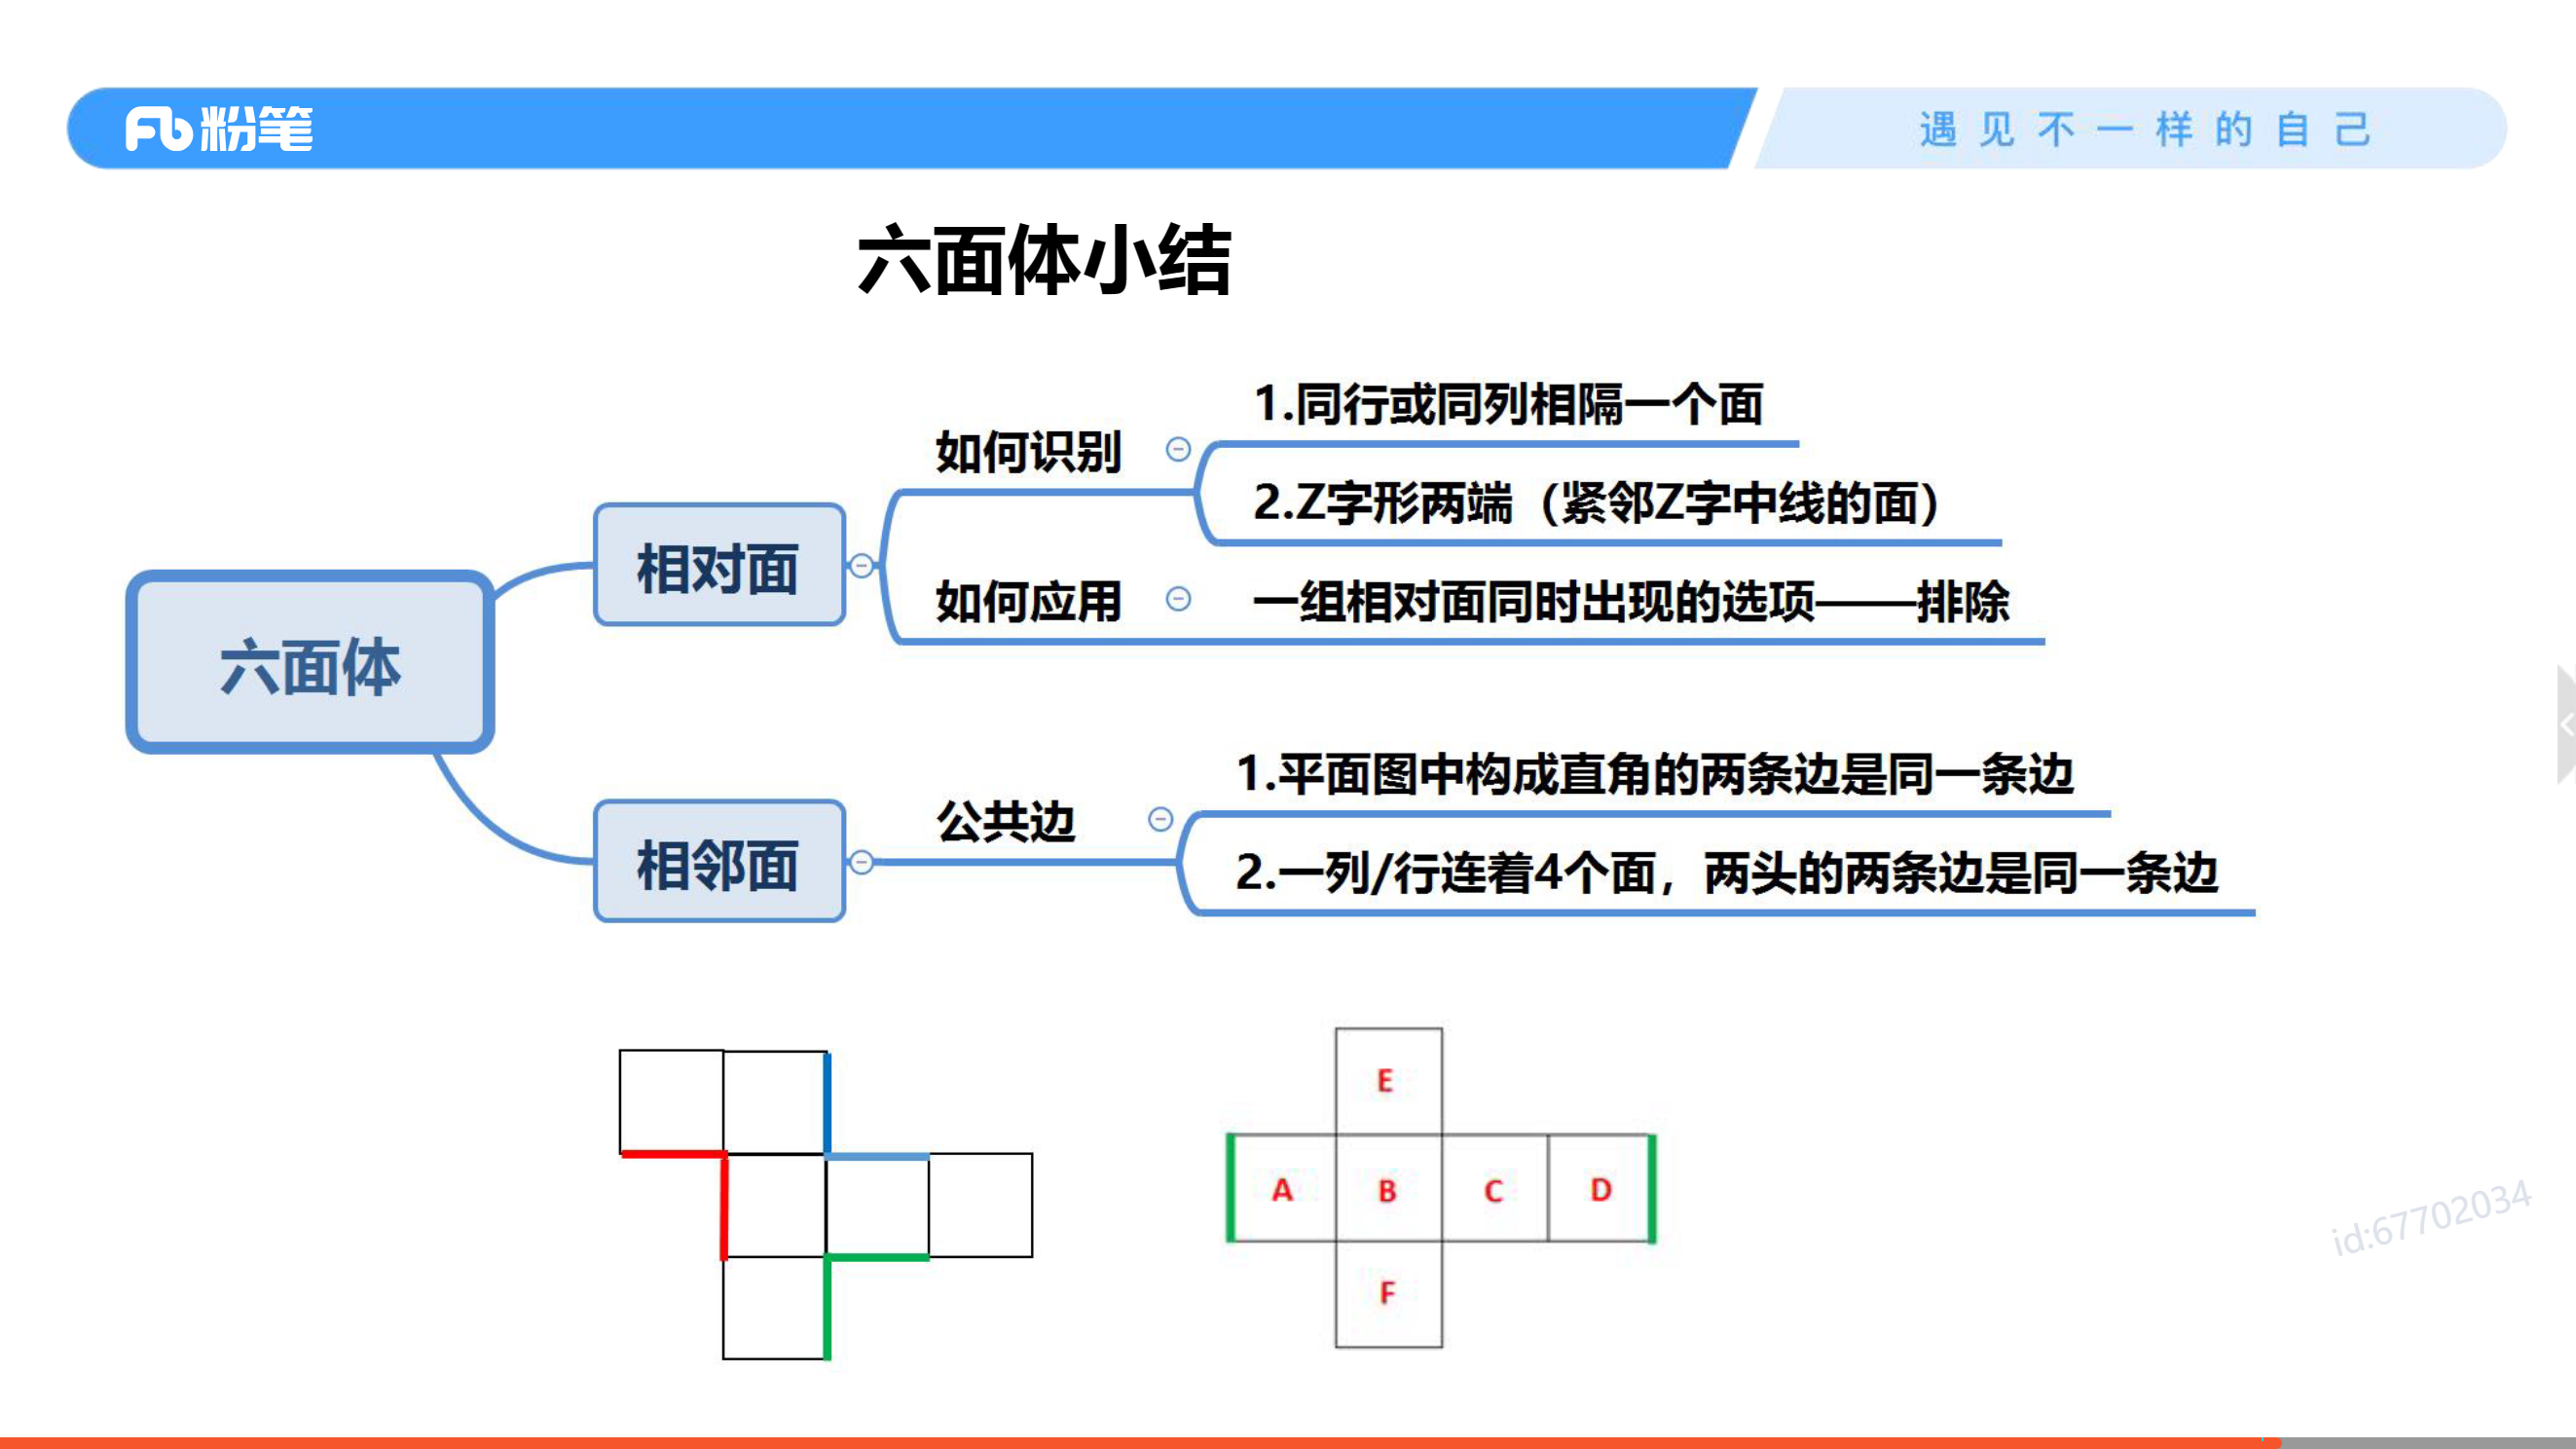 粉笔
遇见不一样的自己
六面体小结
六面体
相对面
如何识别
1.同行或同列相隔一个面
2.Z字形两端（紧邻Z字中线的面）
如何应用
一组相对面同时出现的选项——排除
相邻面
公共边
1.平面图中构成直角的两条边是同一条边
2.一列/行连着4个面，两头的两条边是同一条边
E
A B C D
F
id:67702034